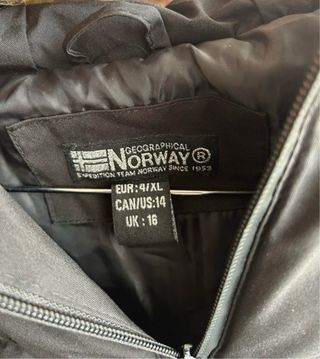 GEOGRAPHICAL
NORWAY®
EXPEDITION TEAM NORWAY SINCE 1953
EUR: 4/XL
CAN/US:14
UK : 16